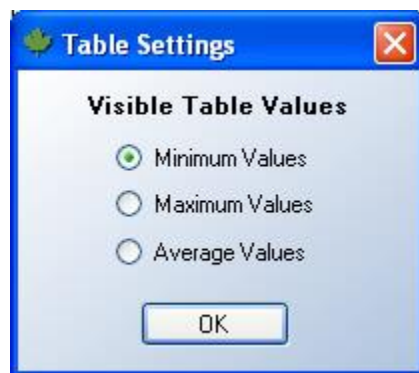 Table Settings
Visible Table Values
Minimum Values
Maximum Values
Average Values
OK